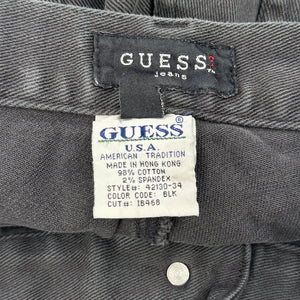 GUESS?
jeans
GUESS®
U.S.A.
AMERICAN TRADITION
MADE IN HONG KONG
98% COTTON
2% SPANDEX
STYLE#: 42130-34
COLOR CODE: BLK
CUT#: 18468